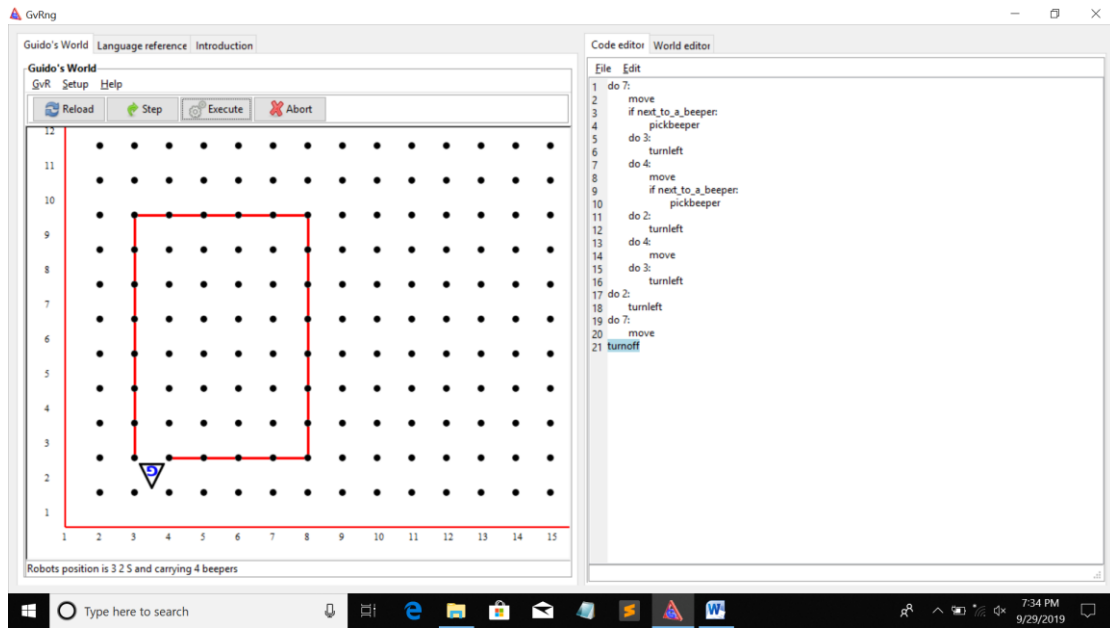 GvRng
Guido's World Language reference Introduction
Guido's World
GvR Setup Help
Reload Step Execute Abort
12
11
10
9
8
7
6
5
4
3
2
1
1 2 3 4 5 6 7 8 9 10 11 12 13 14 15
G
Robots position is 3 2 S and carrying 4 beepers
Code editor World editor
File Edit
1 do 7:
2 move
3 if next_to_a_beeper:
4 pickbeeper
5 do 3:
6 turnleft
7 do 4:
8 move
9 if next_to_a_beeper:
10 pickbeeper
11 do 2:
12 turnleft
13 do 4:
14 move
15 do 3:
16 turnleft
17 do 2:
18 turnleft
19 do 7:
20 move
21 turnoff
Type here to search
7:34 PM
9/29/2019